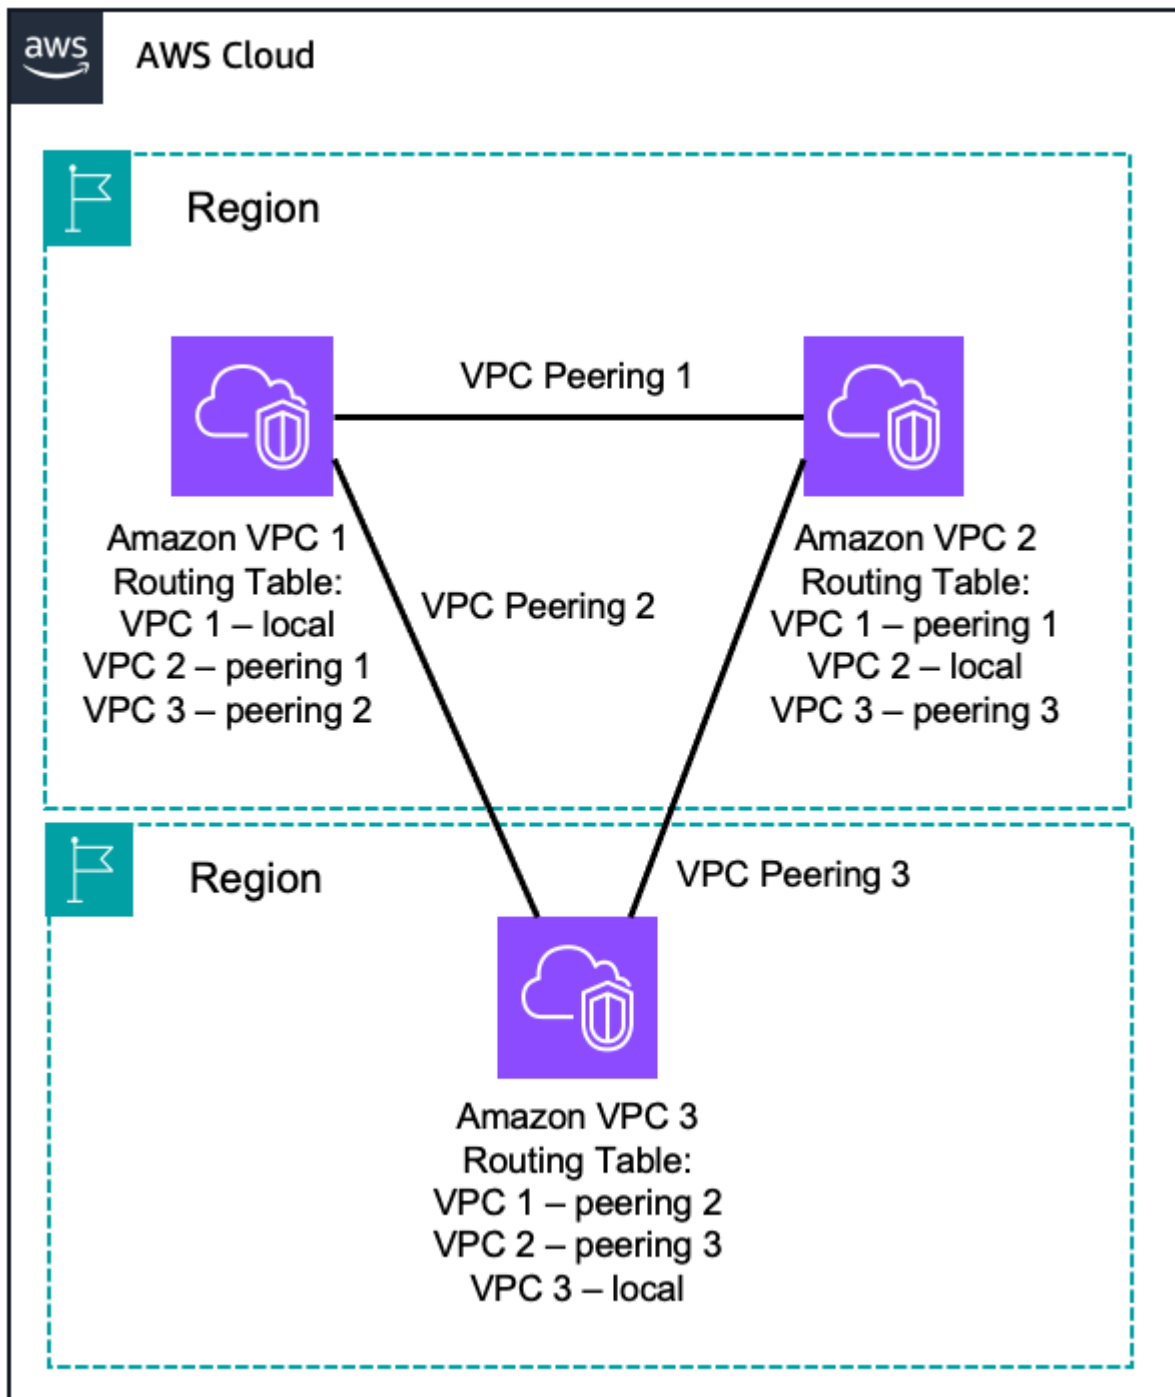 aws
AWS Cloud
Region
VPC Peering 1
Amazon VPC 1
Routing Table:
VPC 1 – local
VPC 2 – peering 1
VPC 3 – peering 2
VPC Peering 2
Amazon VPC 2
Routing Table:
VPC 1 – peering 1
VPC 2 – local
VPC 3 – peering 3
Region
VPC Peering 3
Amazon VPC 3
Routing Table:
VPC 1 – peering 2
VPC 2 – peering 3
VPC 3 – local